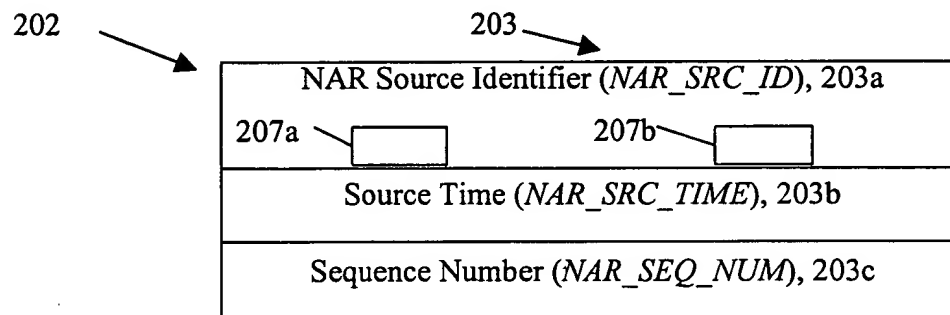 202
203
NAR Source Identifier (NAR_SRC_ID), 203a
207a
207b
Source Time (NAR_SRC_TIME), 203b
Sequence Number (NAR_SEQ_NUM), 203c